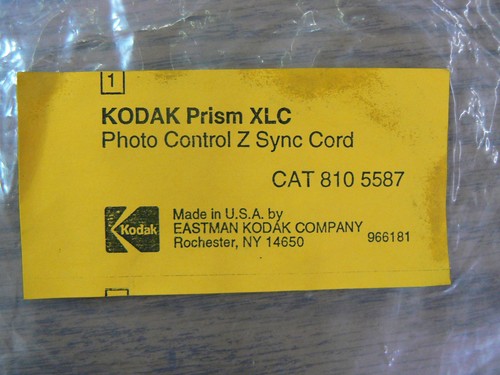 1
KODAK Prism XLC
Photo Control Z Sync Cord
CAT 810 5587
Kodak
Made in U.S.A. by
EASTMAN KODAK COMPANY
Rochester, NY 14650
966181